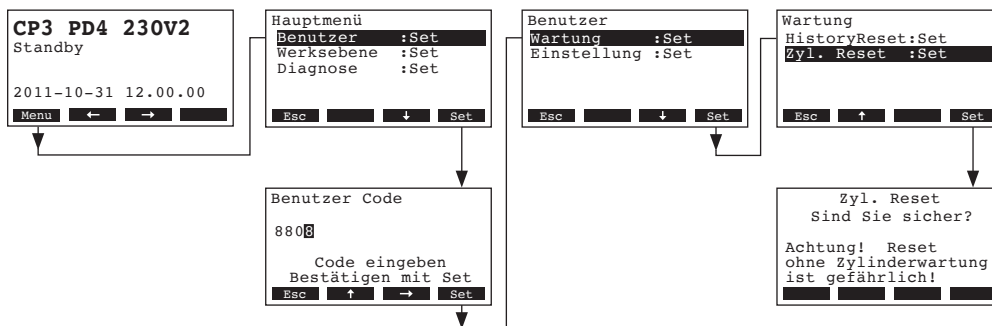 CP3 PD4 230V2
Standby
2011-10-31 12.00.00
Menu ← →
Hauptmenü
Benutzer :Set
Werksebene :Set
Diagnose :Set
Esc ↓ Set
Benutzer Code
8808
Code eingeben
Bestätigen mit Set
Esc ↑ → Set
Benutzer
Wartung :Set
Einstellung :Set
Esc ↓ Set
Wartung
HistoryReset:Set
Zyl. Reset :Set
Esc ↑ Set
Zyl. Reset
Sind Sie sicher?
Achtung! Reset
ohne Zylinderwartung
ist gefährlich!